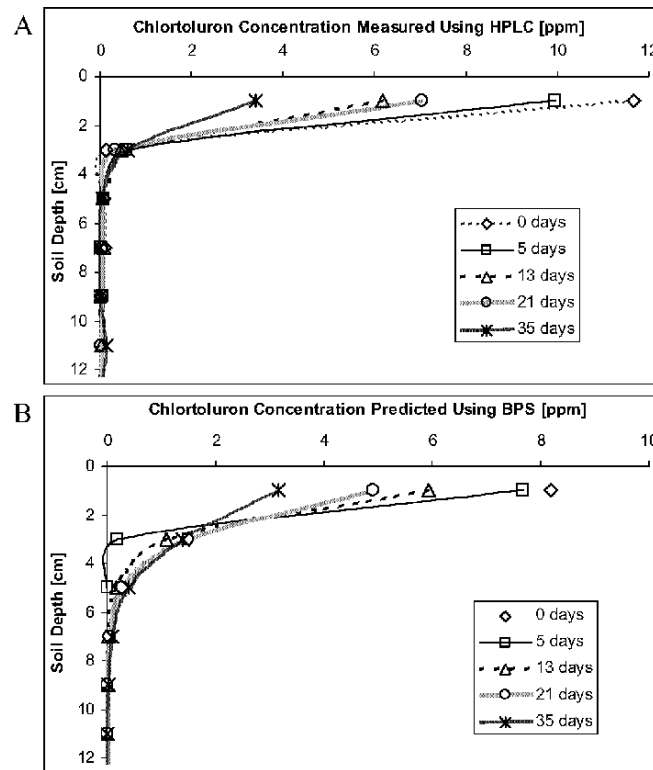 A
Chlortoluron Concentration Measured Using HPLC [ppm]
0 2 4 6 8 10 12
0
2
4
6
8
10
12
Soil Depth [cm]
0 days
5 days
13 days
21 days
35 days
B
Chlortoluron Concentration Predicted Using BPS [ppm]
0 2 4 6 8 10
0
2
4
6
8
10
12
Soil Depth [cm]
0 days
5 days
13 days
21 days
35 days